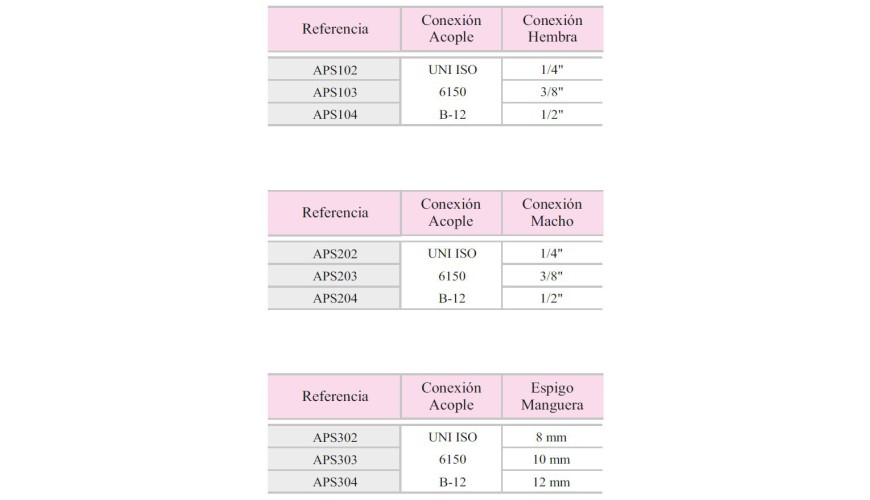 Referencia Conexión Acople Conexión Hembra
APS102 UNI ISO 1/4"
APS103 6150 3/8"
APS104 B-12 1/2"
Referencia Conexión Acople Conexión Macho
APS202 UNI ISO 1/4"
APS203 6150 3/8"
APS204 B-12 1/2"
Referencia Conexión Acople Espigo Manguera
APS302 UNI ISO 8 mm
APS303 6150 10 mm
APS304 B-12 12 mm